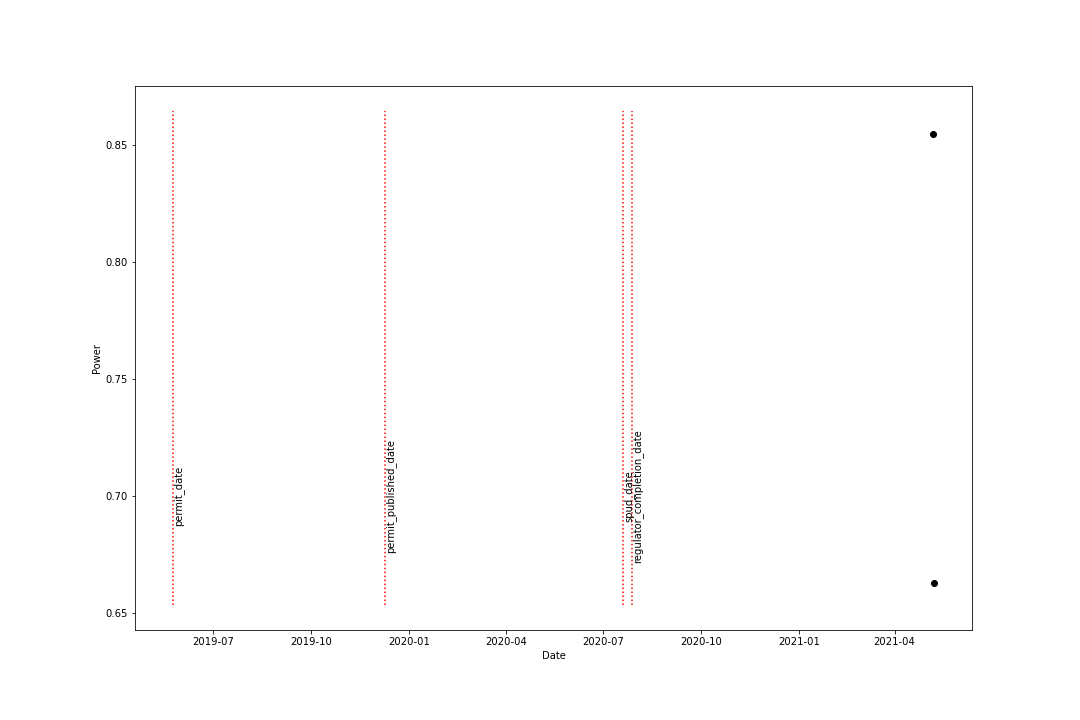 0.85
0.80
0.75
0.70
0.65
Power
permit_date
permit_published_date
spud_date
regulator_completion_date
2019-07
2019-10
2020-01
2020-04
2020-07
2020-10
2021-01
2021-04
Date